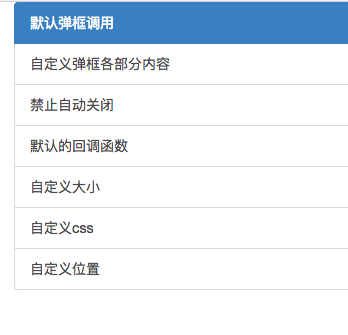 默认弹框调用
自定义弹框各部分内容
禁止自动关闭
默认的回调函数
自定义大小
自定义css
自定义位置